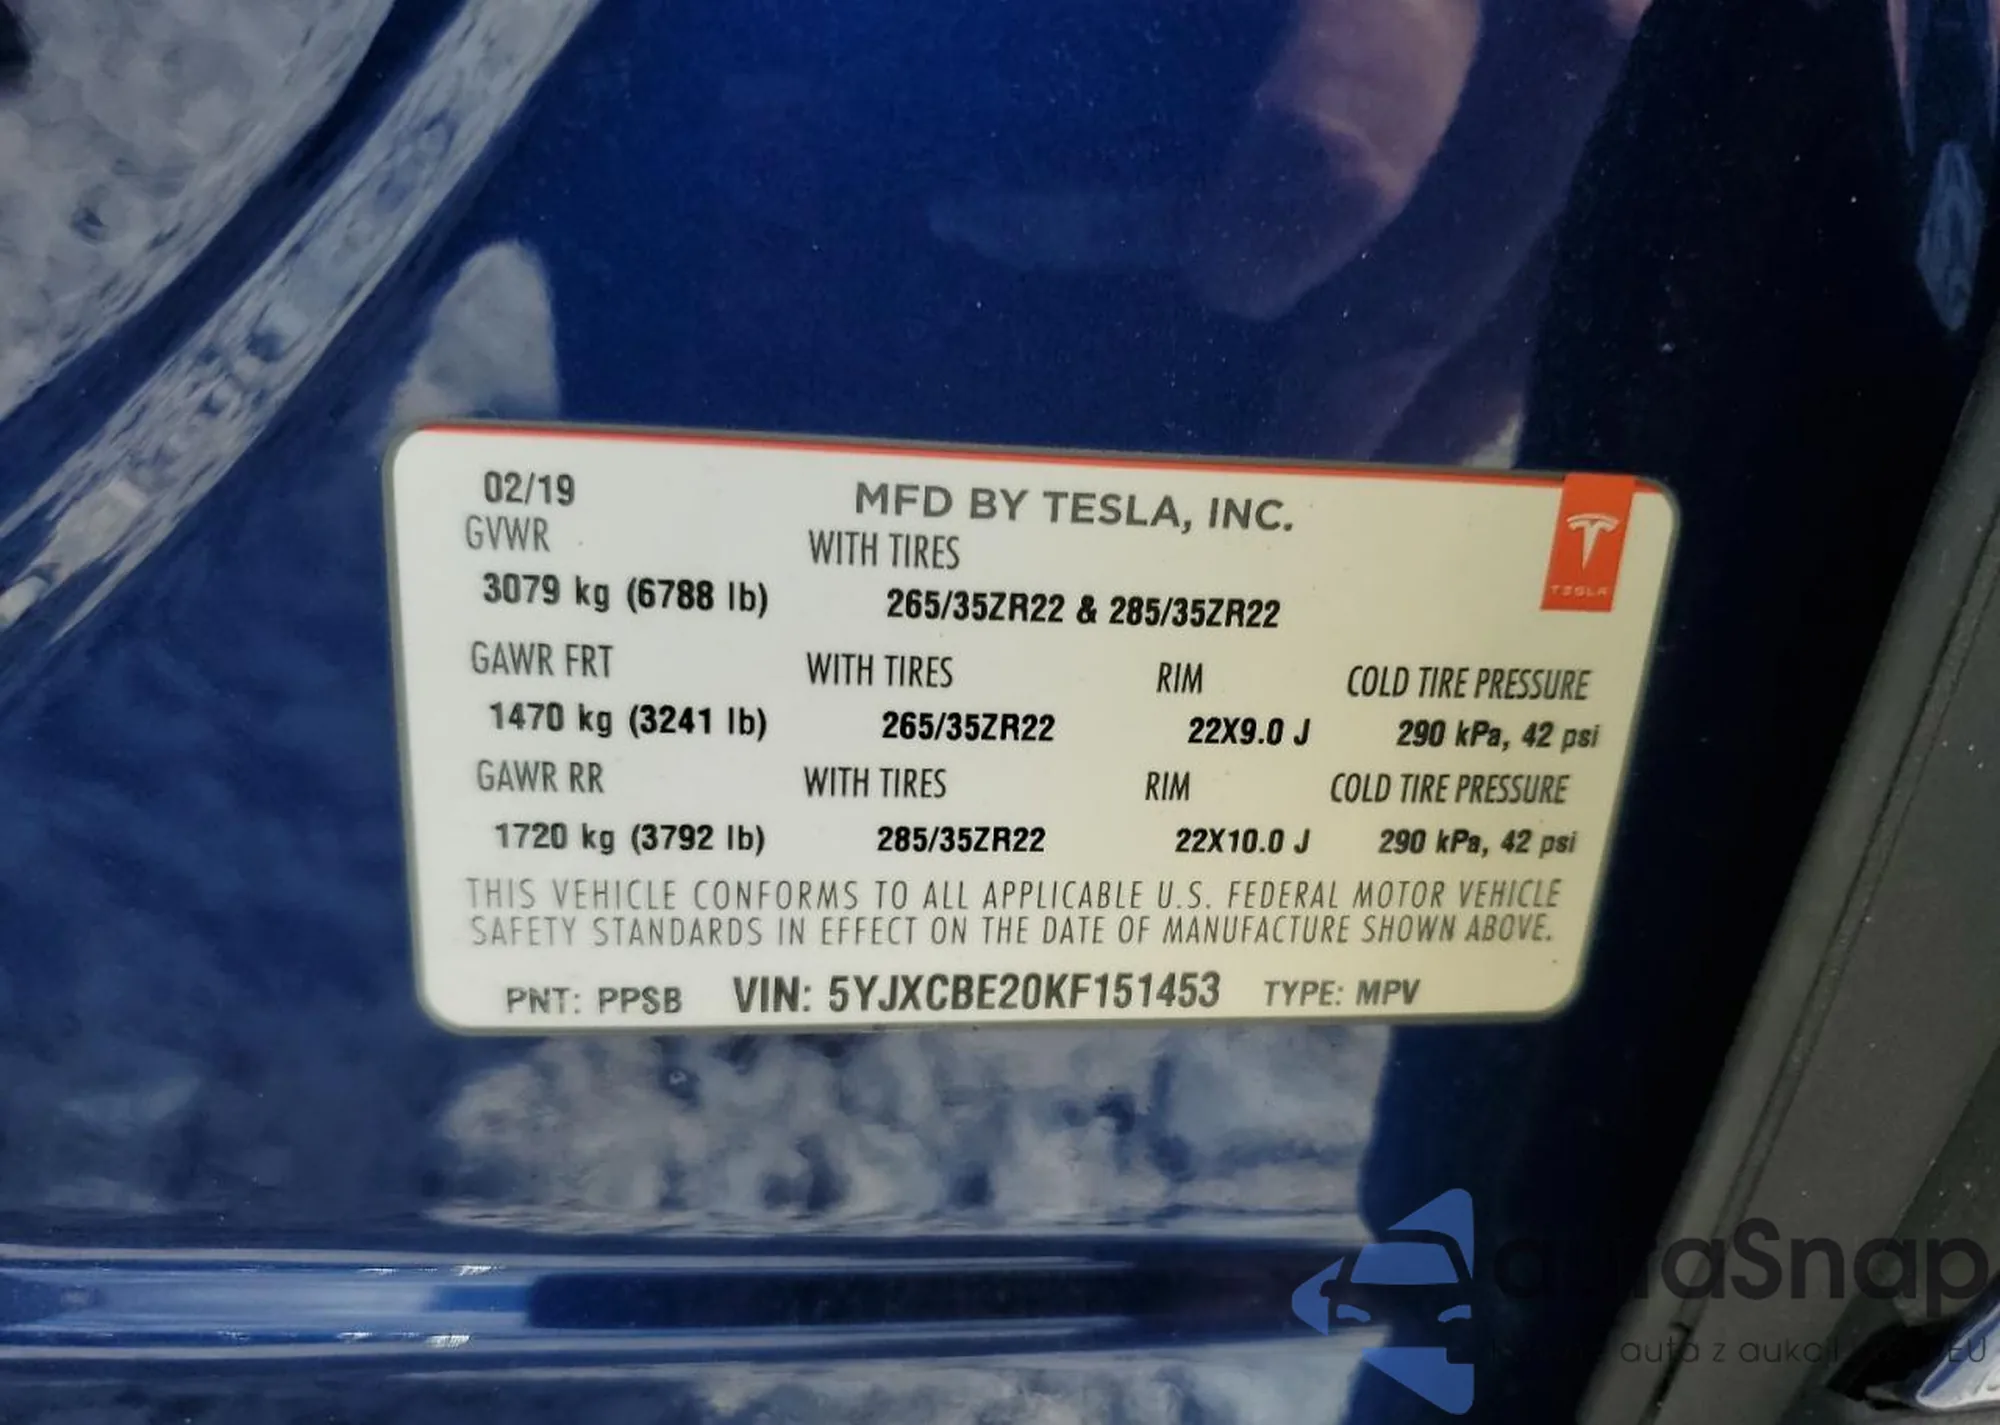 02/19 MFD BY TESLA, INC.
GVWR WITH TIRES
3079 kg (6788 lb) 265/35ZR22 & 285/35ZR22
TESLA
GAWR FRT WITH TIRES RIM COLD TIRE PRESSURE
1470 kg (3241 lb) 265/35ZR22 22X9.0 J 290 kPa, 42 psi
GAWR RR WITH TIRES RIM COLD TIRE PRESSURE
1720 kg (3792 lb) 285/35ZR22 22X10.0 J 290 kPa, 42 psi
THIS VEHICLE CONFORMS TO ALL APPLICABLE U.S. FEDERAL MOTOR VEHICLE
SAFETY STANDARDS IN EFFECT ON THE DATE OF MANUFACTURE SHOWN ABOVE.
PNT: PPSB VIN: 5YJXCBE20KF151453 TYPE: MPV
auta z